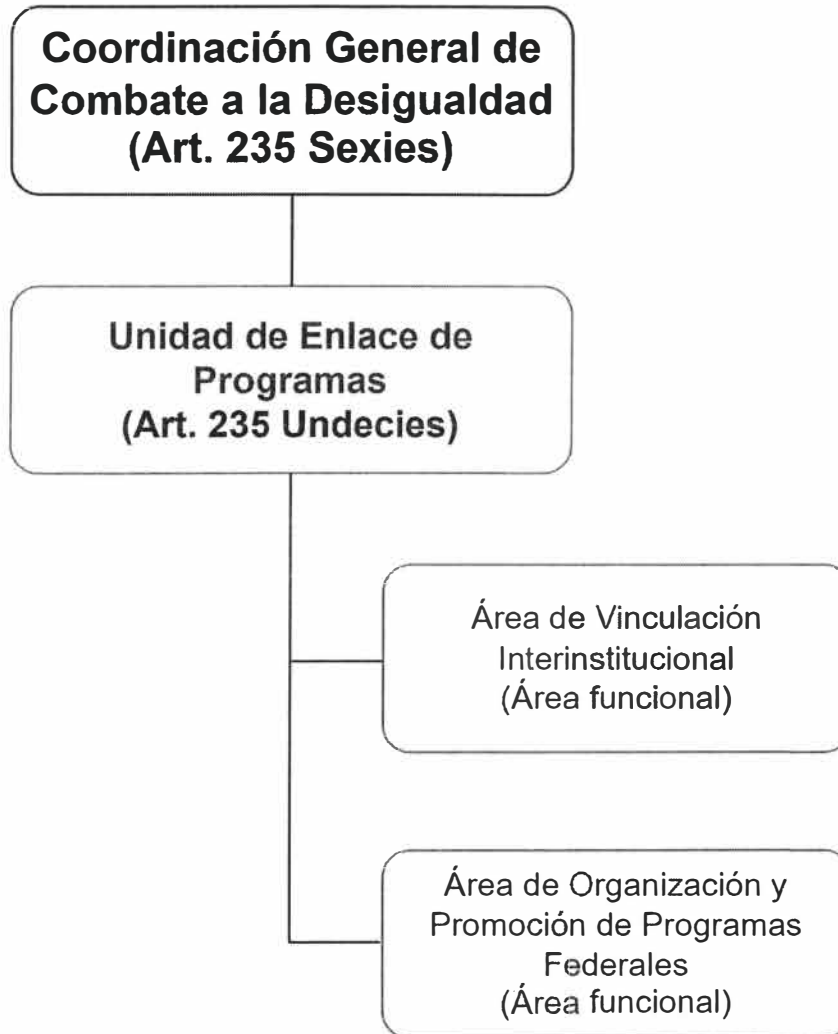 Coordinación General de
Combate a la Desigualdad
(Art. 235 Sexies)
Unidad de Enlace de
Programas
(Art. 235 Undecies)
Área de Vinculación
Interinstitucional
(Área funcional)
Área de Organización y
Promoción de Programas
Federales
(Área funcional)